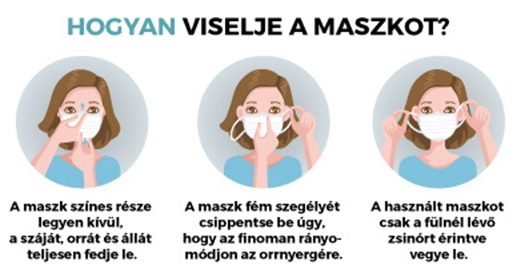 HOGYAN VISELJE A MASZKOT?
A maszk színes része
legyen kívül,
a száját, orrát és állát
teljesen fedje le.
A maszk fém szegélyét
csippentse be úgy,
hogy az finoman rányo-
módjon az orrnyergére.
A használt maszkot
csak a fülnél lévő
zsinórt érintve
vegye le.